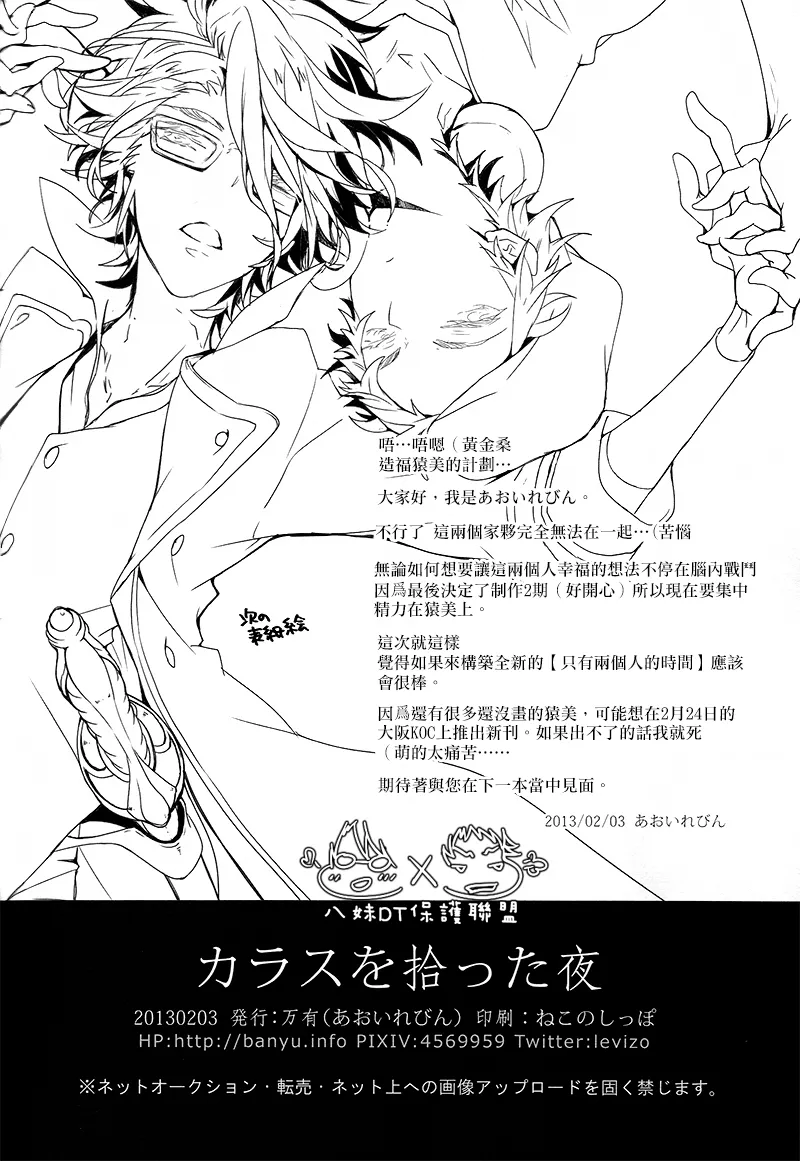 唔…唔嗯（黃金桑
造福猿美的計劃…
大家好，我是あおいれびん。
不行了 這兩個家夥完全無法在一起…(苦惱
無論如何想要讓這兩個人幸福的想法不停在腦內戰鬥
因爲最後決定了制作2期（好開心）所以現在要集中
精力在猿美上。
這次就這樣
覺得如果來構築全新的【只有兩個人的時間】應該
會很棒。
因爲還有很多還沒畫的猿美，可能想在2月24日的
大阪KOC上推出新刊。如果出不了的話我就死
（萌的太痛苦……
期待著與您在下一本當中見面。
2013/02/03 あおいれびん
次の
表紙絵
八妹DT保護聯盟
カラスを拾った夜
20130203 発行:万有(あおいれびん) 印刷：ねこのしっぽ
HP:http://banyu.info PIXIV:4569959 Twitter:levizo
※ネットオークション・転売・ネット上への画像アップロードを固く禁じます。